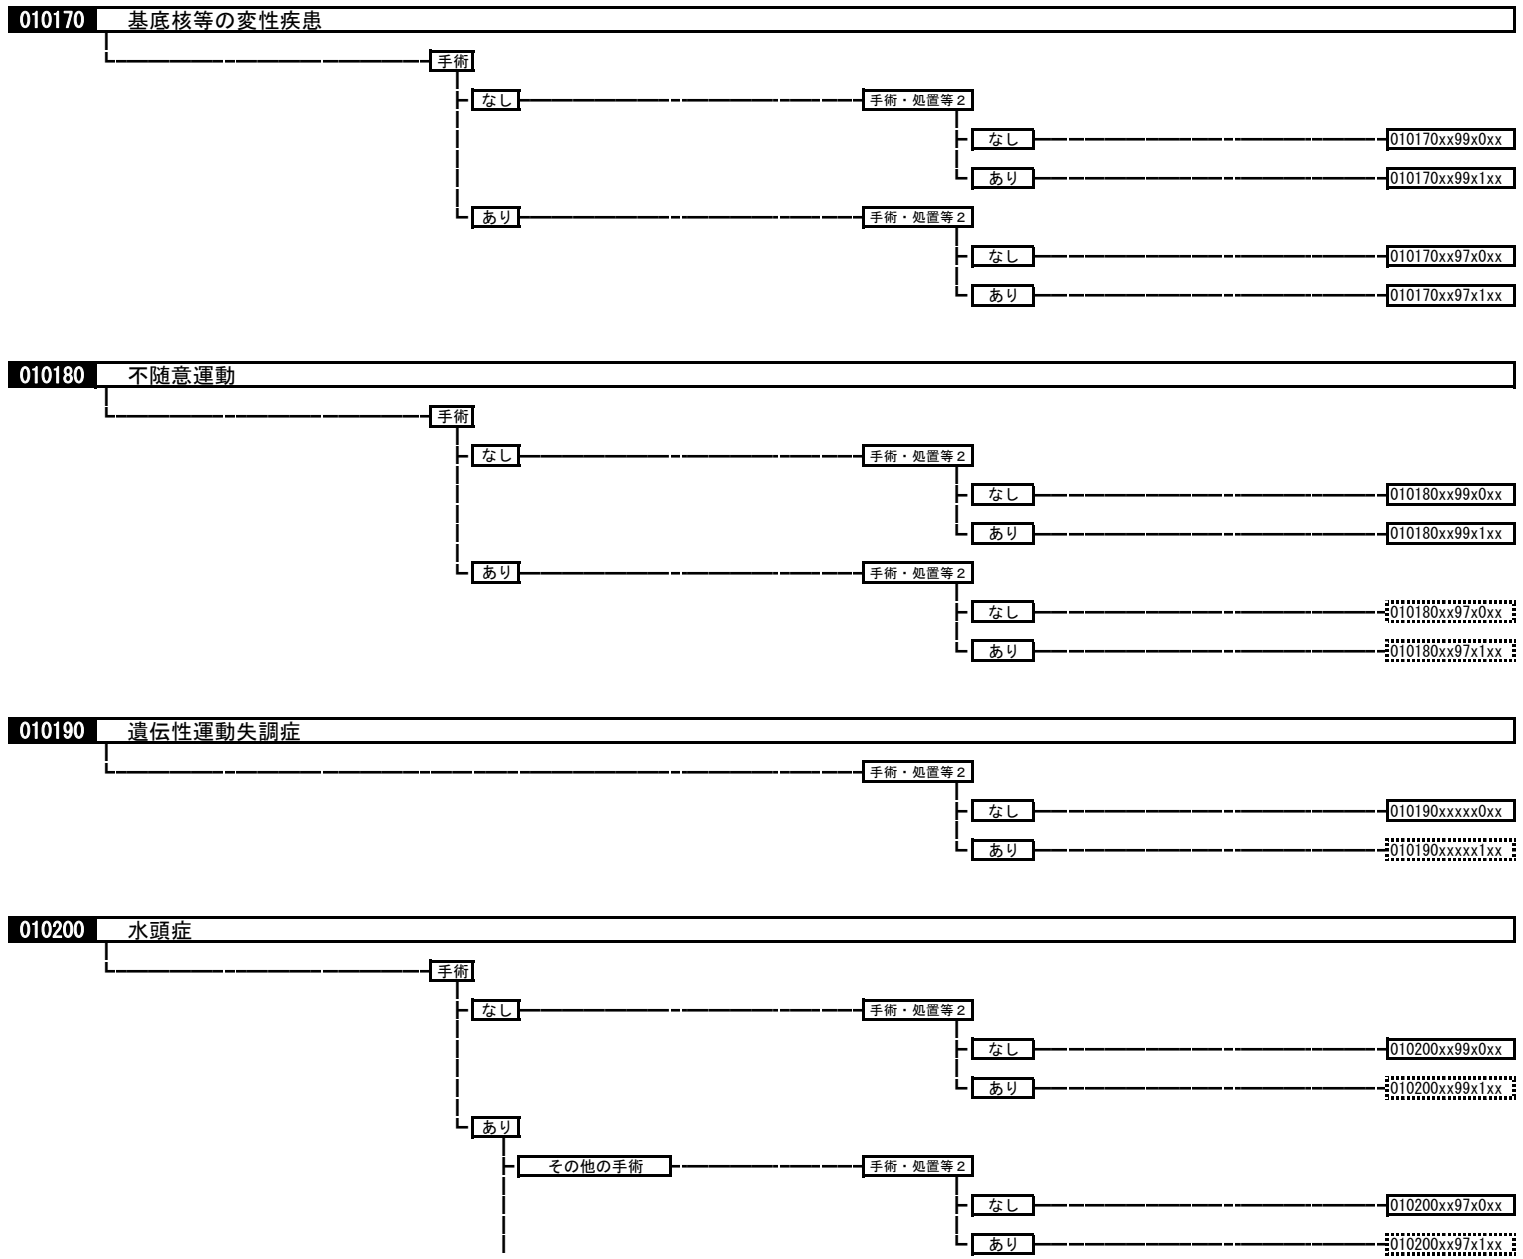 010170 基底核等の変性疾患
手術
なし 手術・処置等2
なし 010170xx99x0xx
あり 010170xx99x1xx
あり 手術・処置等2
なし 010170xx97x0xx
あり 010170xx97x1xx
010180 不随意運動
手術
なし 手術・処置等2
なし 010180xx99x0xx
あり 010180xx99x1xx
あり 手術・処置等2
なし 010180xx97x0xx
あり 010180xx97x1xx
010190 遺伝性運動失調症
手術・処置等2
なし 010190xxxxx0xx
あり 010190xxxxx1xx
010200 水頭症
手術
なし 手術・処置等2
なし 010200xx99x0xx
あり 010200xx99x1xx
あり
その他の手術 手術・処置等2
なし 010200xx97x0xx
あり 010200xx97x1xx